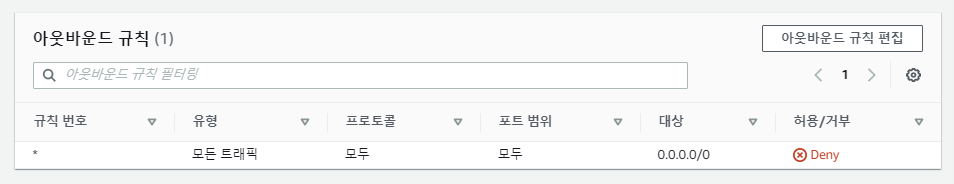 아웃바운드 규칙 (1)
아웃바운드 규칙 편집
아웃바운드 규칙 필터링
1
규칙 번호 유형 프로토콜 포트 범위 대상 허용/거부
* 모든 트래픽 모두 모두 0.0.0.0/0 Deny